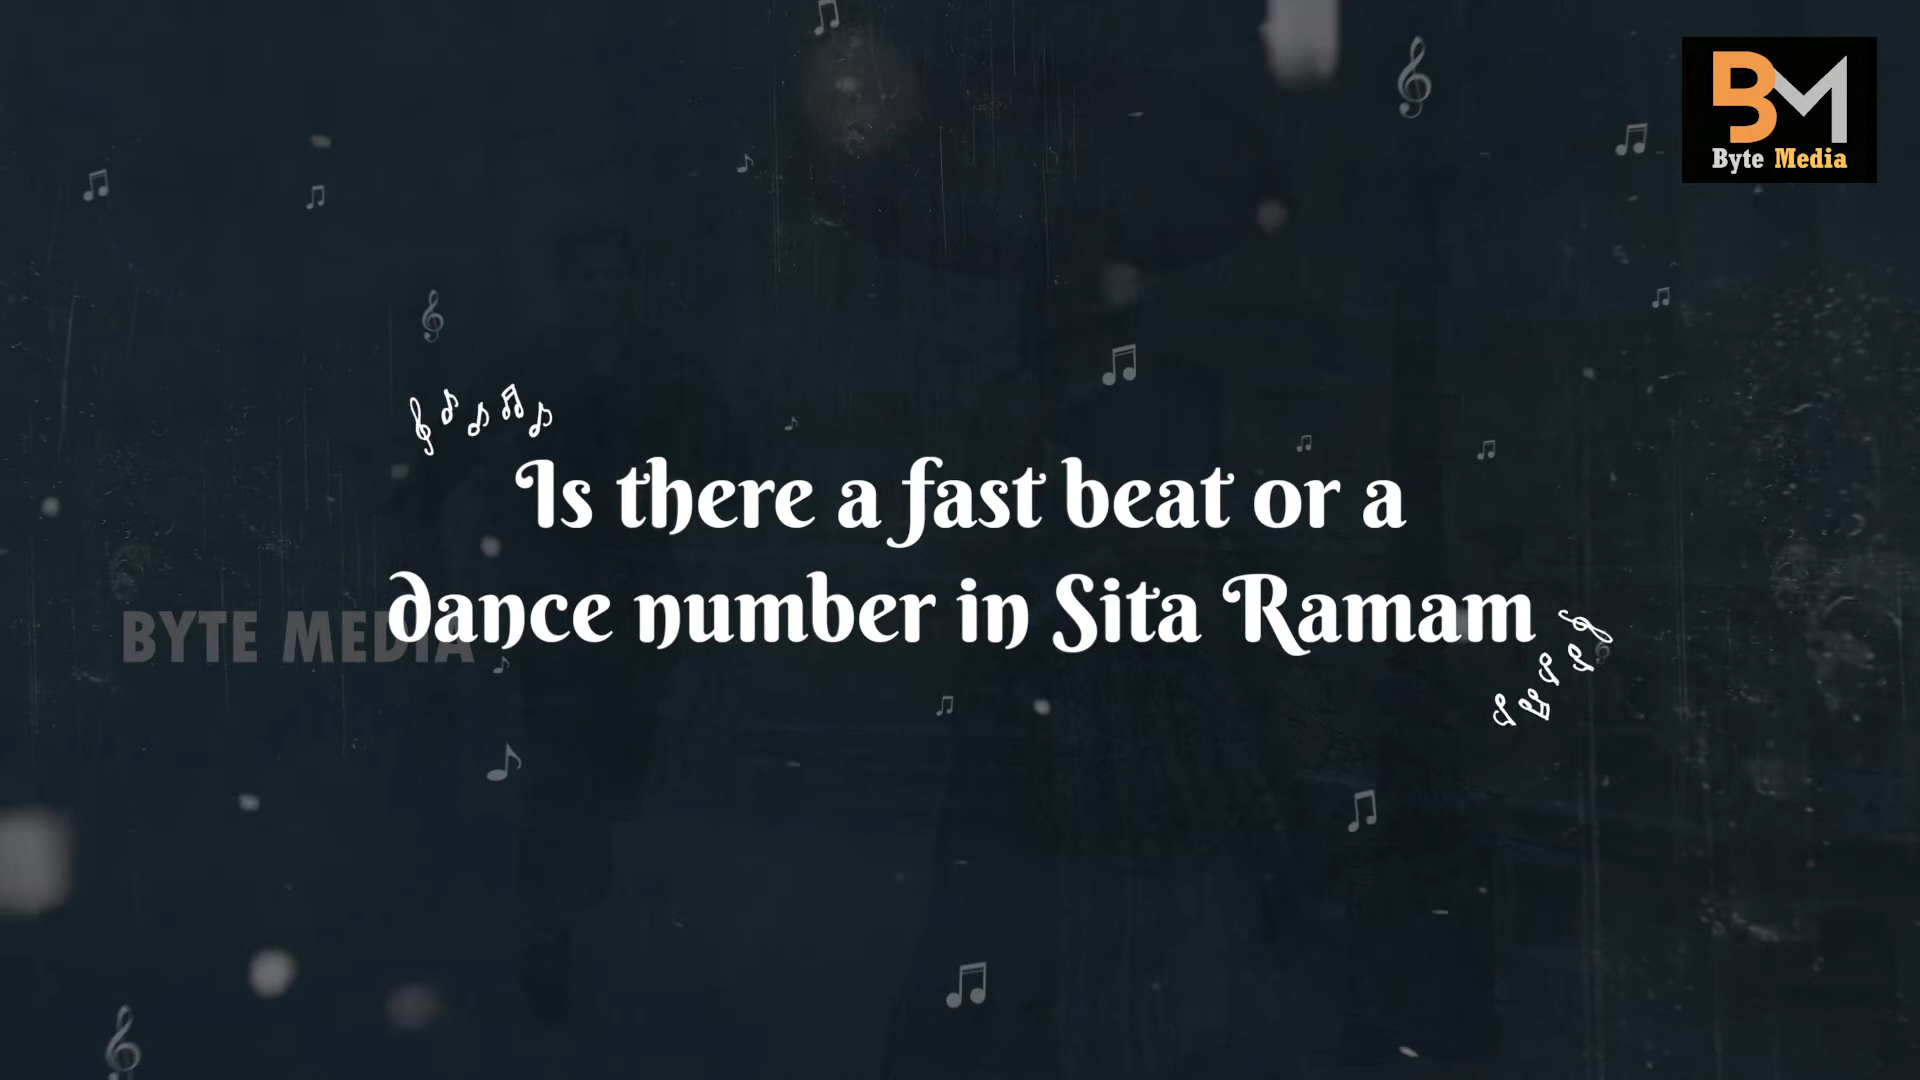 BM
Byte Media
Is there a fast beat or a
dance number in Sita Ramam
BYTE MEDIA